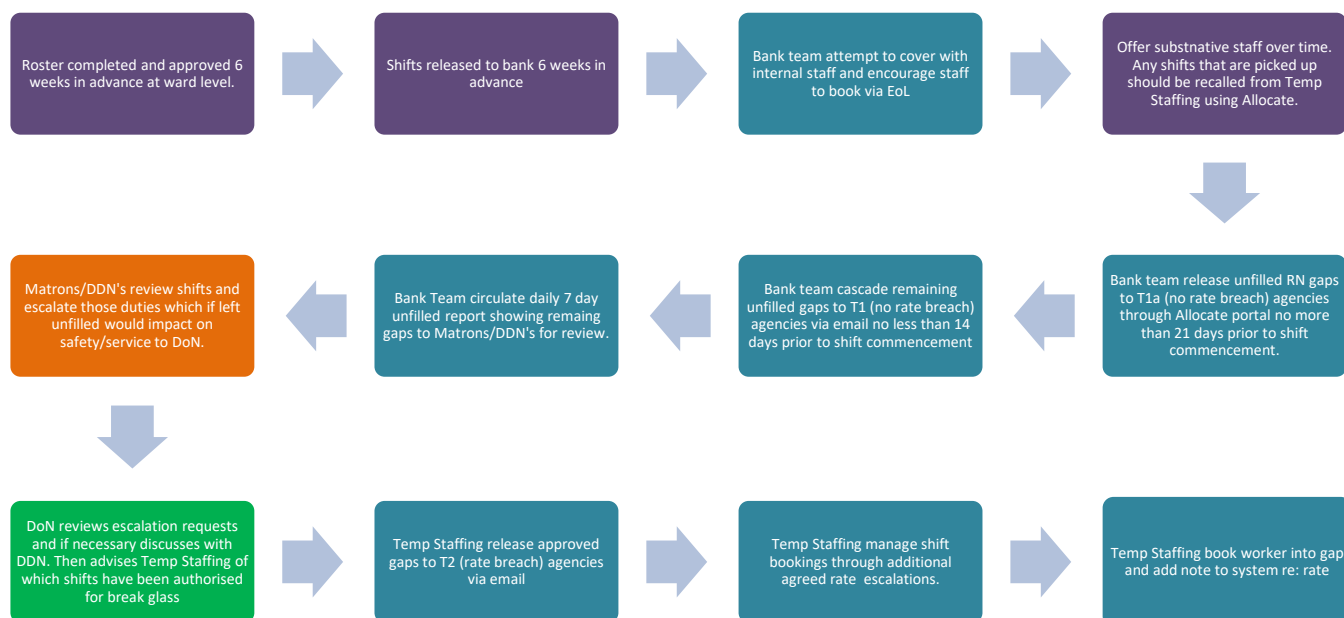 Roster completed and approved 6
weeks in advance at ward level.
Shifts released to bank 6 weeks in
advance
Bank team attempt to cover with
internal staff and encourage staff
to book via EoL
Offer substnative staff over time.
Any shifts that are picked up
should be recalled from Temp
Staffing using Allocate.
Bank team release unfilled RN gaps
to T1a (no rate breach) agencies
through Allocate portal no more
than 21 days prior to shift
commencement.
Bank team cascade remaining
unfilled gaps to T1 (no rate breach)
agencies via email no less than 14
days prior to shift commencement
Bank Team circulate daily 7 day
unfilled report showing remaing
gaps to Matrons/DDN's for review.
Matrons/DDN's review shifts and
escalate those duties which if left
unfilled would impact on
safety/service to DoN.
DoN reviews escalation requests
and if necessary discusses with
DDN. Then advises Temp Staffing of
which shifts have been authorised
for break glass
Temp Staffing release approved
gaps to T2 (rate breach) agencies
via email
Temp Staffing manage shift
bookings through additional
agreed rate escalations.
Temp Staffing book worker into gap
and add note to system re: rate